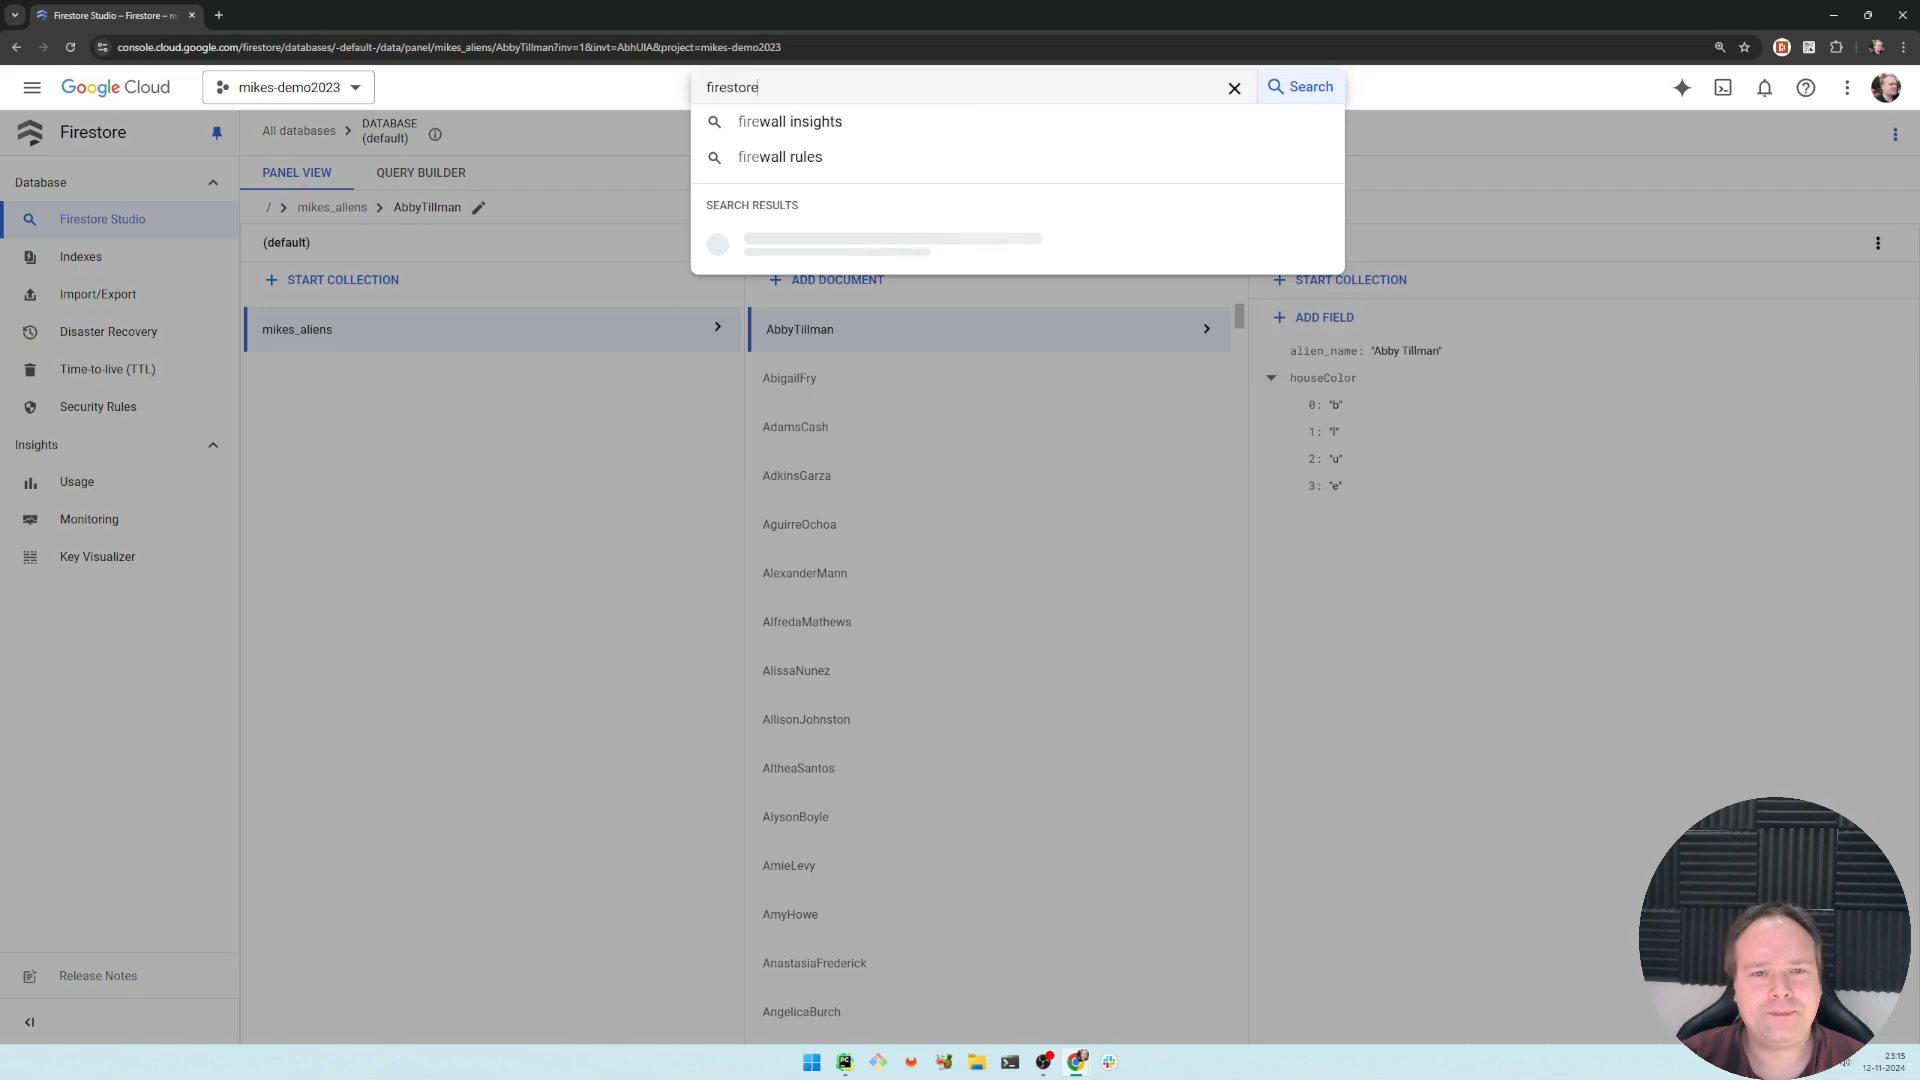 Firestore Studio – Firestore – m
console.cloud.google.com/firestore/databases/-default-/data/panel/mikes_aliens/AbbyTillman?inv=1&invt=AbhUIA&project=mikes-demo2023
Google Cloud
mikes-demo2023
firestore
Search
firewall insights
firewall rules
SEARCH RESULTS
Firestore
All databases
DATABASE
(default)
PANEL VIEW
QUERY BUILDER
/
mikes_aliens
AbbyTillman
(default)
START COLLECTION
ADD DOCUMENT
START COLLECTION
ADD FIELD
Database
Firestore Studio
Indexes
Import/Export
Disaster Recovery
Time-to-live (TTL)
Security Rules
Insights
Usage
Monitoring
Key Visualizer
Release Notes
mikes_aliens
AbbyTillman
AbigailFry
AdamsCash
AdkinsGarza
AguirreOchoa
AlexanderMann
AlfredaMathews
AlissaNunez
AllisonJohnston
AltheaSantos
AlysonBoyle
AmieLevy
AmyHowe
AnastasiaFrederick
AngelicaBurch
alien_name: "Abby Tillman"
houseColor
0: "b"
1: "l"
2: "u"
3: "e"
23:15
12-11-2024